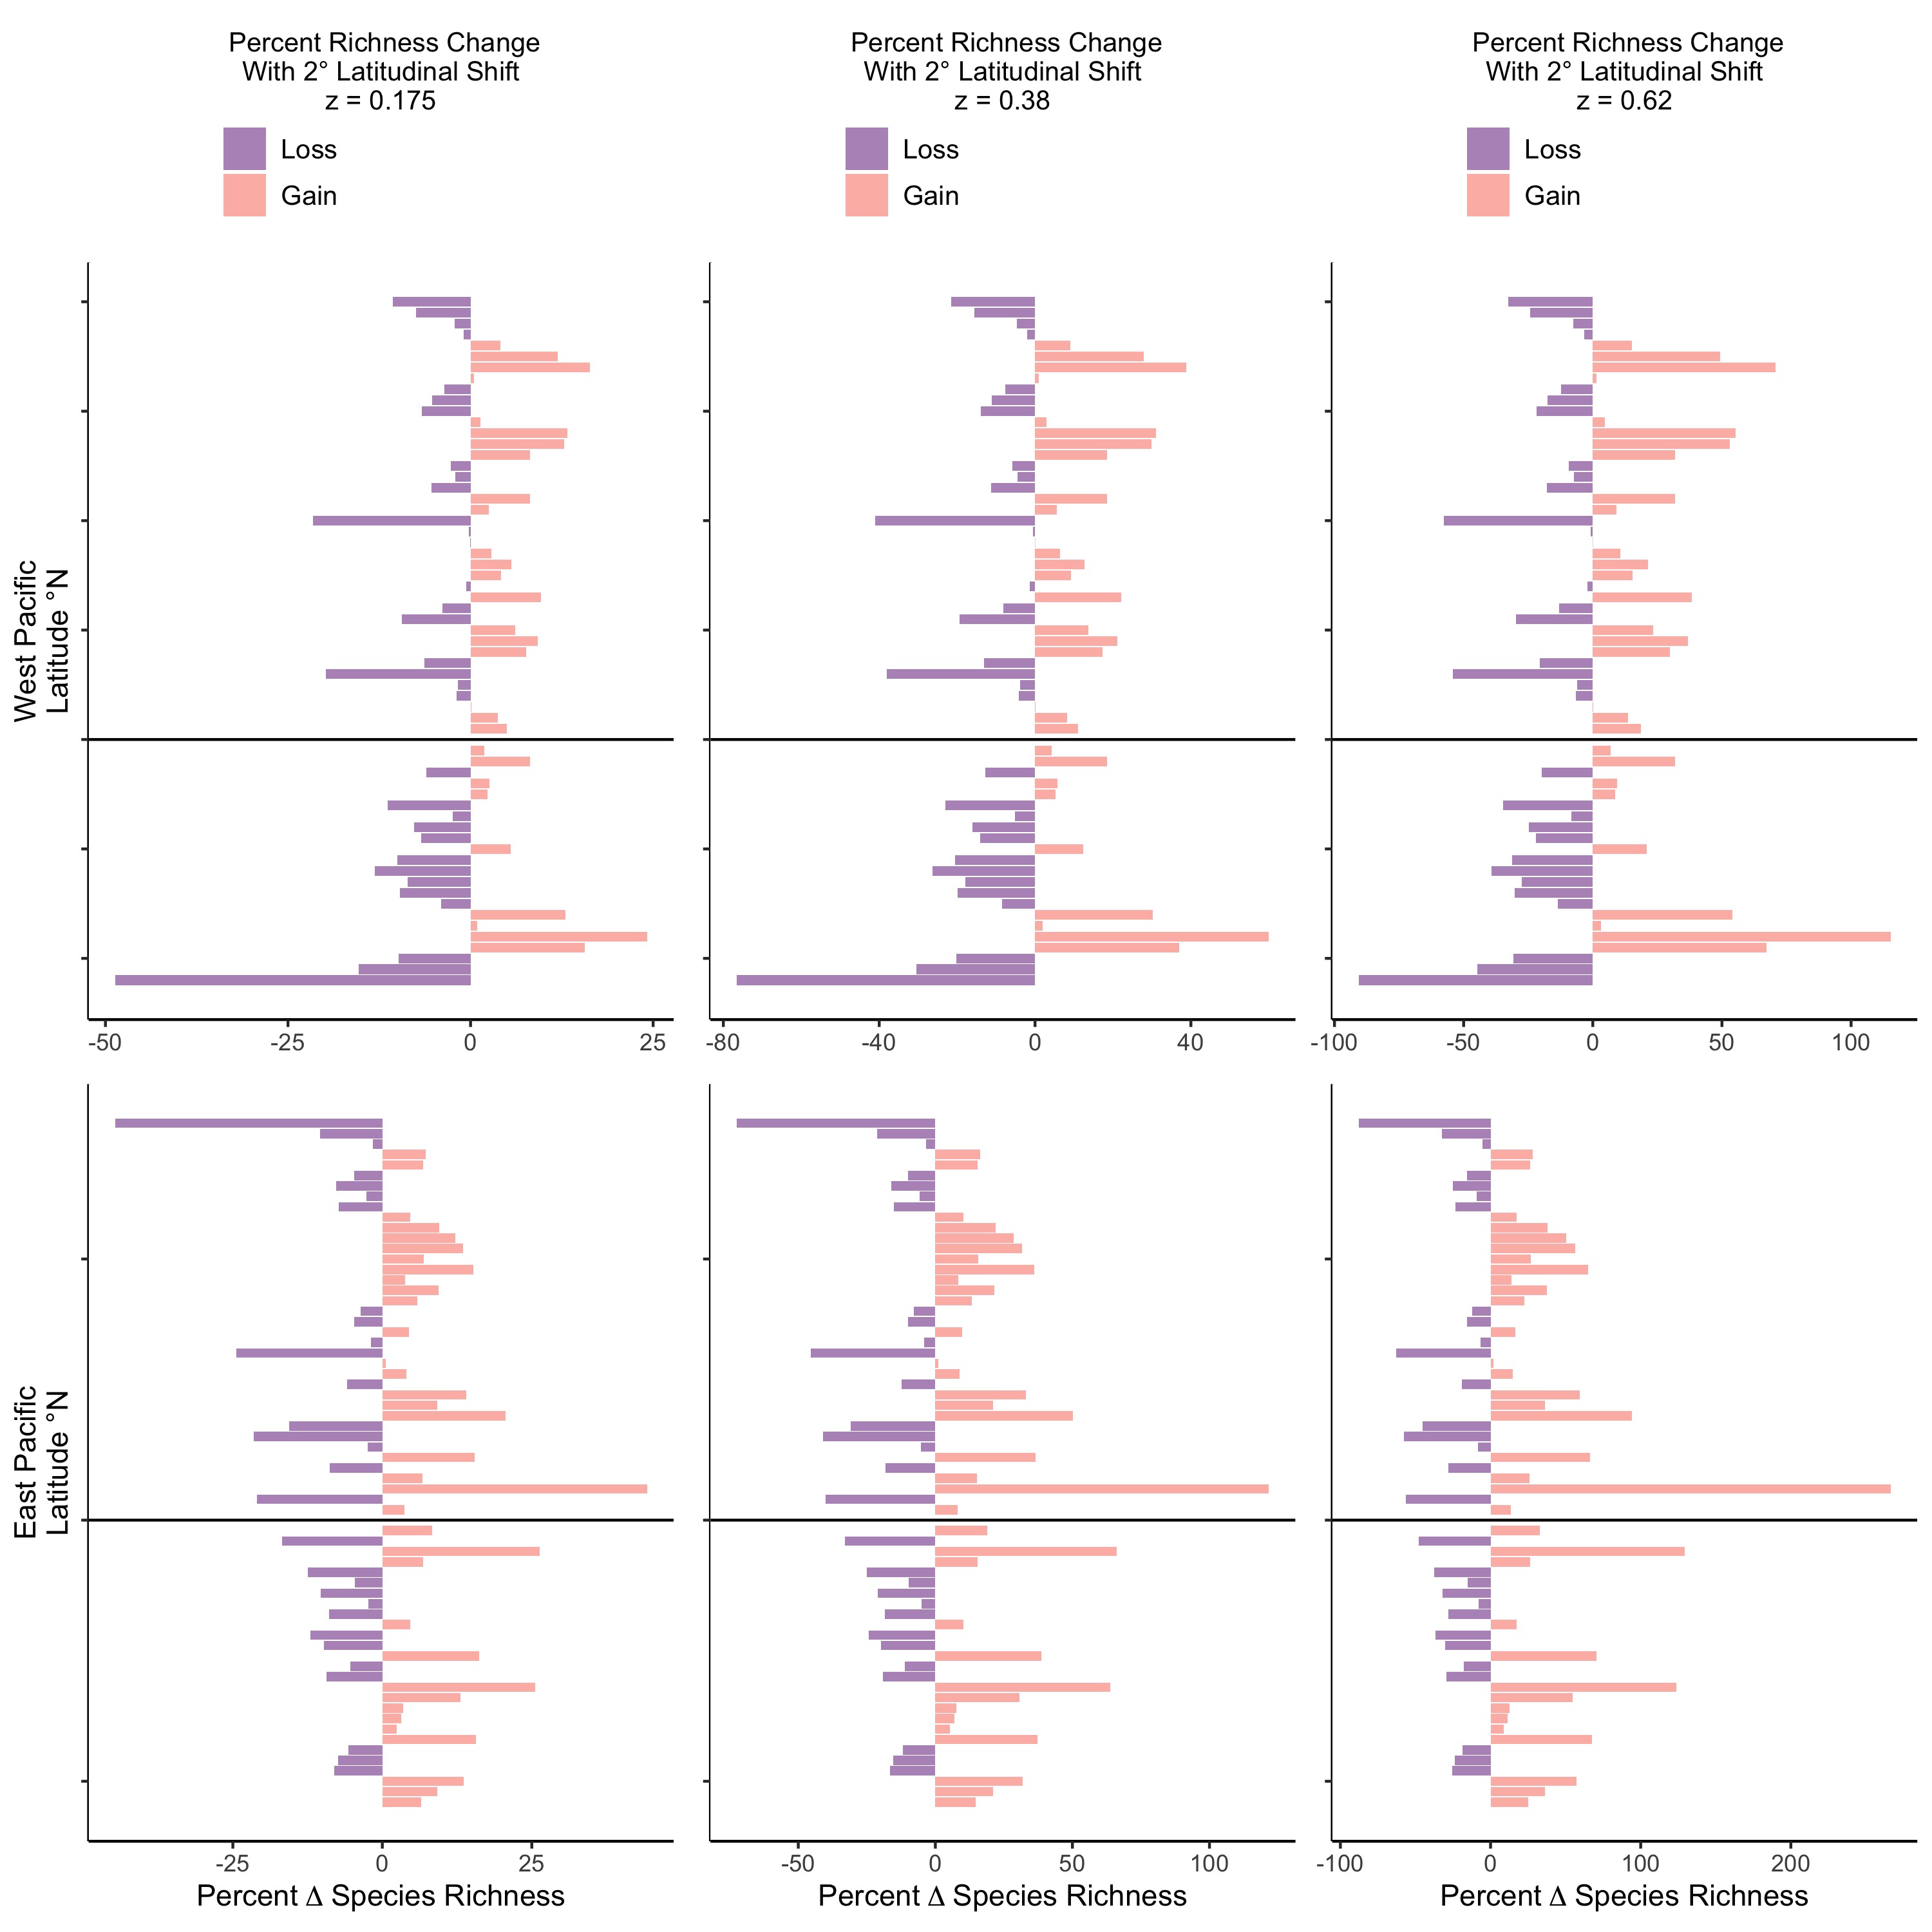 Percent Richness Change
With 2° Latitudinal Shift
z = 0.175
Loss
Gain
Percent Richness Change
With 2° Latitudinal Shift
z = 0.38
Loss
Gain
Percent Richness Change
With 2° Latitudinal Shift
z = 0.62
Loss
Gain
West Pacific
Latitude °N
-50 -25 0 25
-80 -40 0 40
-100 -50 0 50 100
East Pacific
Latitude °N
-25 0 25
-50 0 50 100
-100 0 100 200
Percent Δ Species Richness
Percent Δ Species Richness
Percent Δ Species Richness